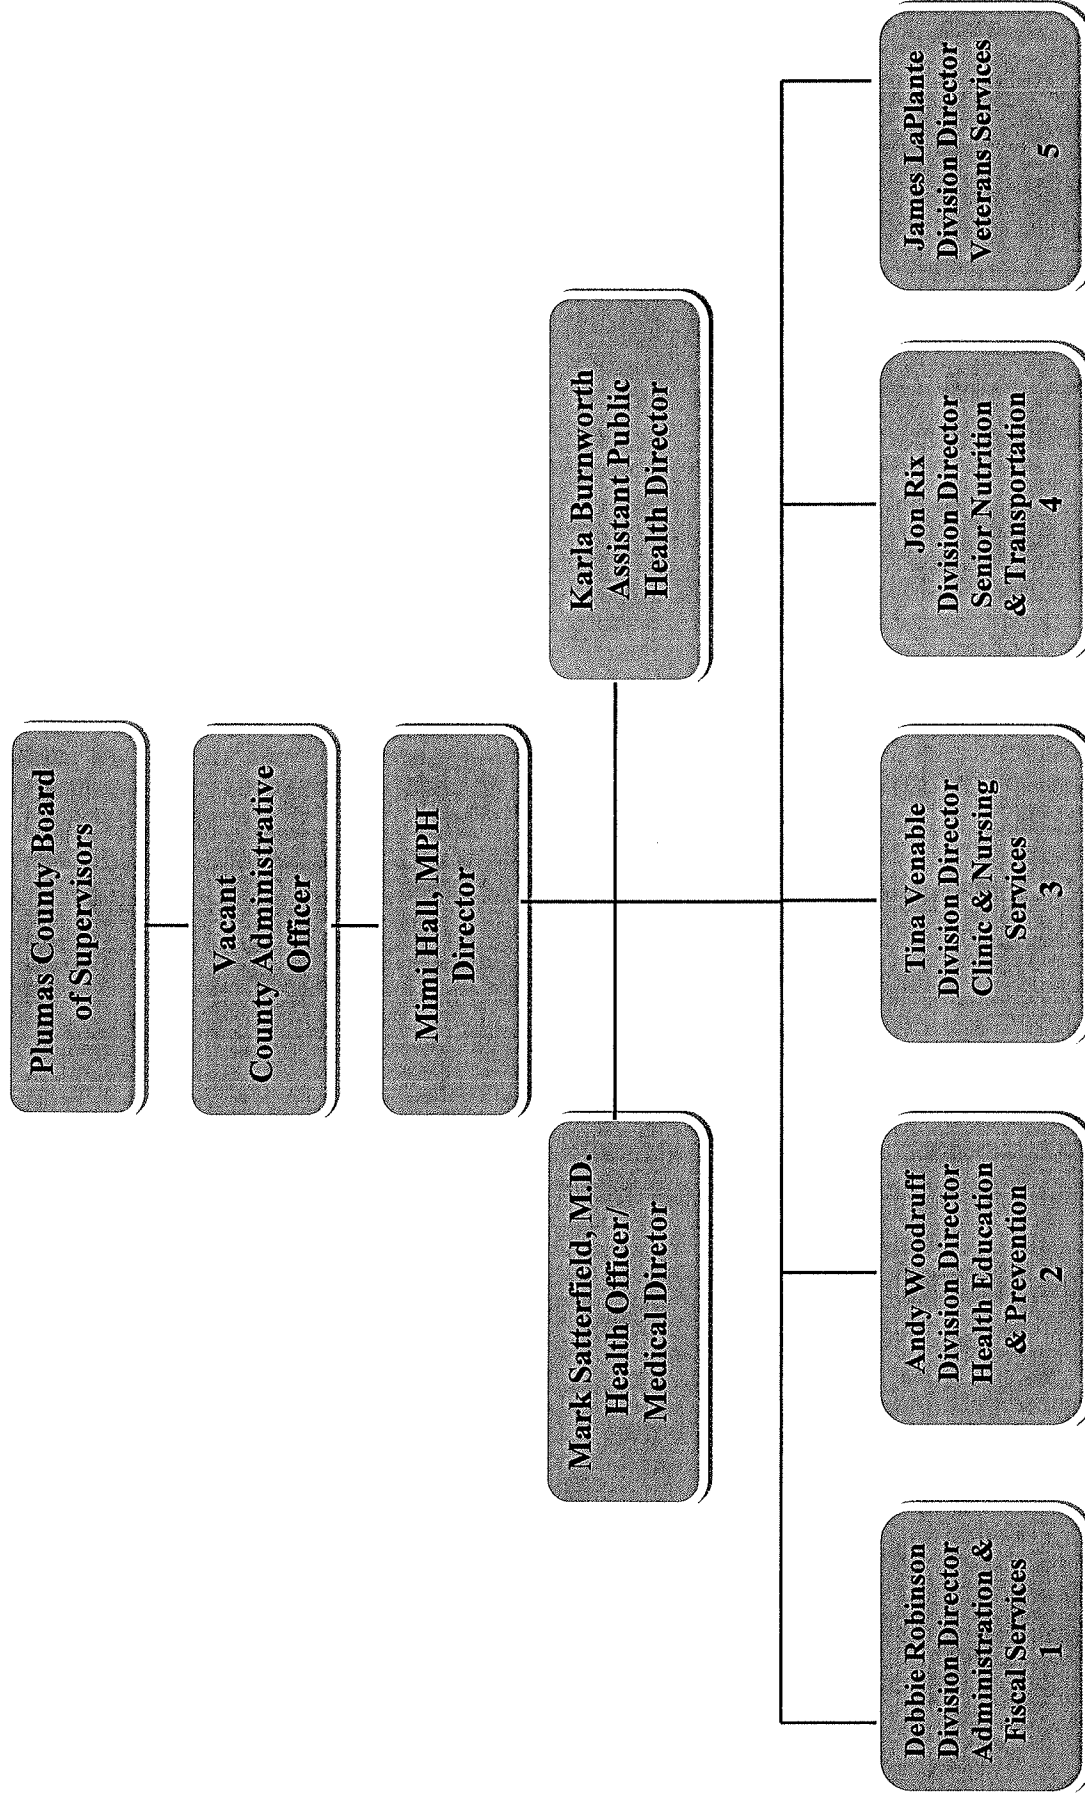 Plumas County Board
of Supervisors
Vacant
County Administrative
Officer
Mimi Hall, MPH
Director
Mark Satterfield, M.D.
Health Officer/
Medical Diretor
Karla Burnworth
Assistant Public
Health Director
Debbie Robinson
Division Director
Administration &
Fiscal Services
1
Andy Woodruff
Division Director
Health Education
& Prevention
2
Tina Venable
Division Director
Clinic & Nursing
Services
3
Jon Rix
Division Director
Senior Nutrition
& Transportation
4
James LaPlante
Division Director
Veterans Services
5